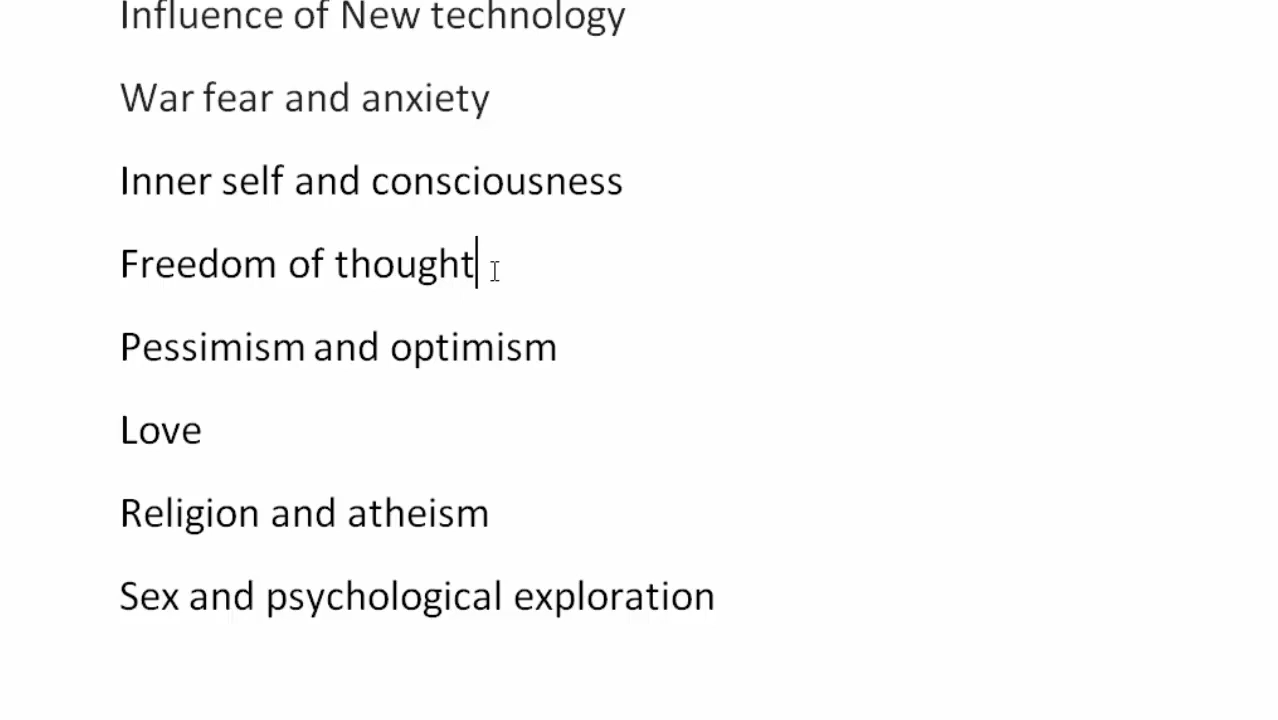 Influence of New technology
War fear and anxiety
Inner self and consciousness
Freedom of thought
Pessimism and optimism
Love
Religion and atheism
Sex and psychological exploration